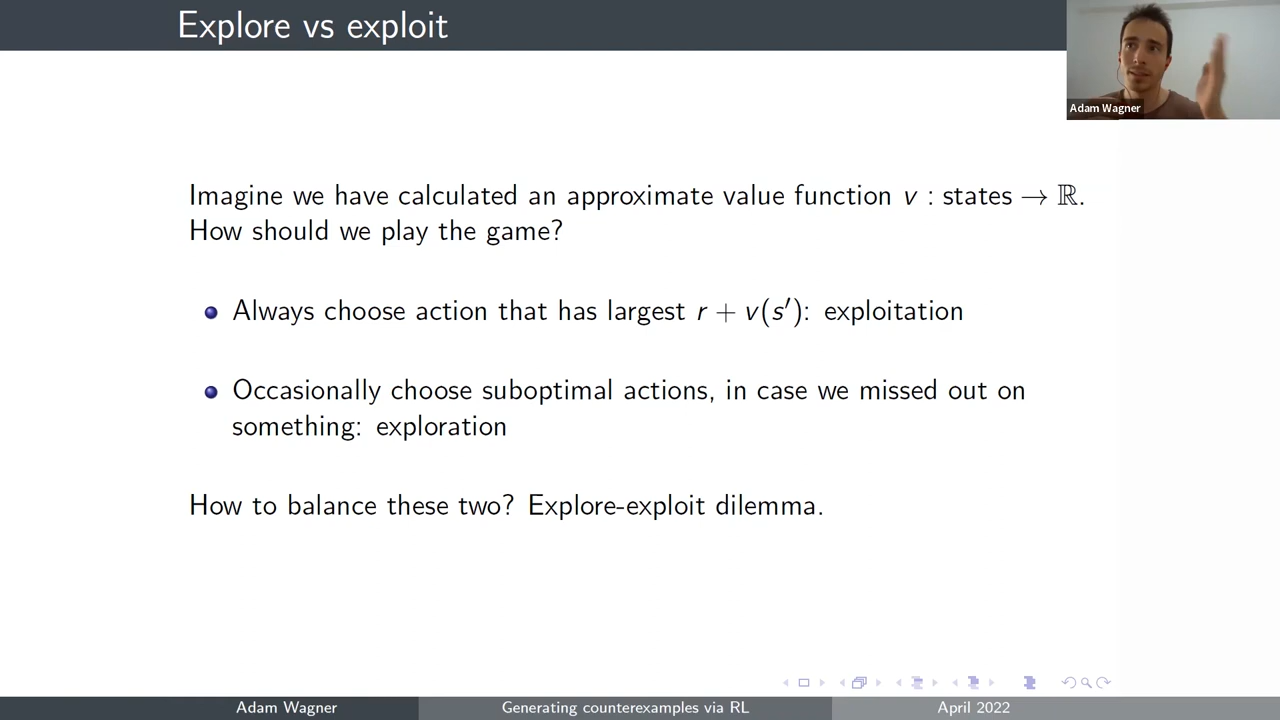 Explore vs exploit
Adam Wagner
Imagine we have calculated an approximate value function v : states → ℝ.
How should we play the game?
Always choose action that has largest r + v(s′): exploitation
Occasionally choose suboptimal actions, in case we missed out on
something: exploration
How to balance these two? Explore-exploit dilemma.
Adam Wagner
Generating counterexamples via RL
April 2022